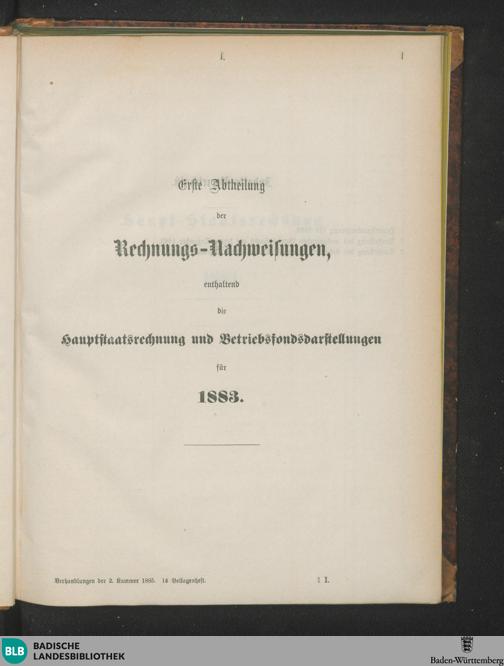 I.
Erste Abtheilung
der
Rechnungs-Nachweisungen,
enthaltend
die
Hauptstaatsrechnung und Betriebsfondsdarstellungen
für
1883.
Verhandlungen der 2. Kammer 1885. 14 Beilagenheft. 1 I.
BLB BADISCHE
LANDESBIBLIOTHEK
Baden-Württemberg